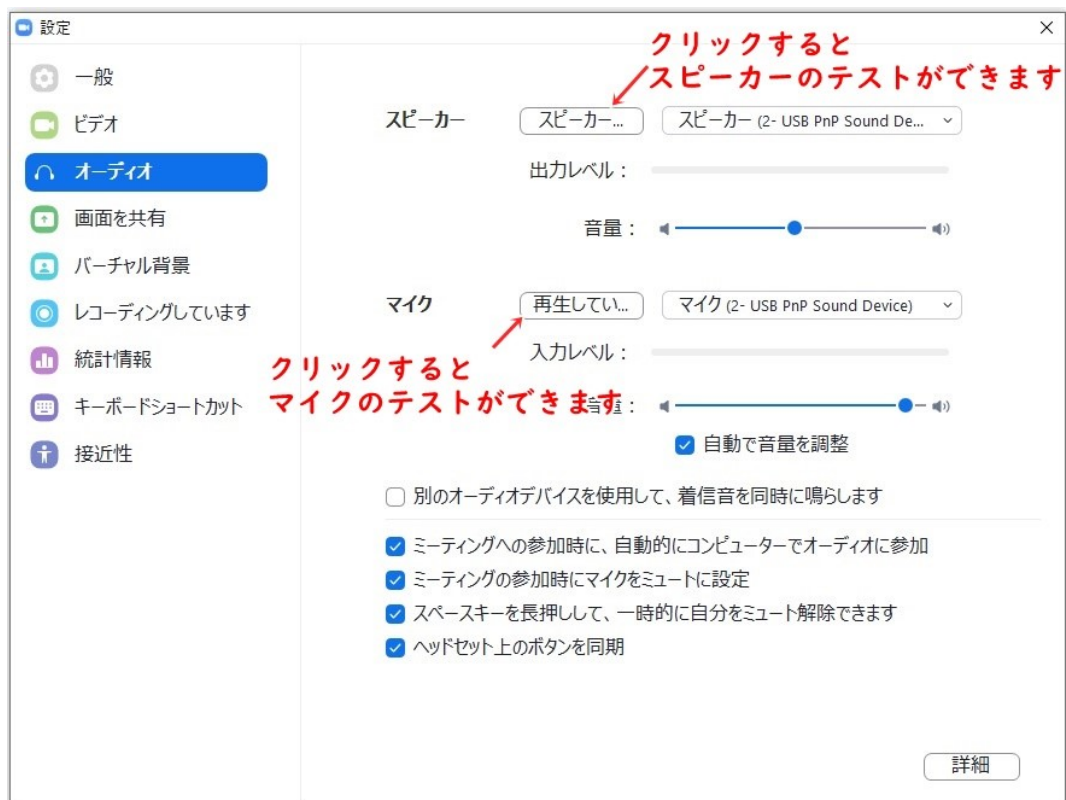 設定
クリックすると
スピーカーのテストができます
一般
ビデオ
オーディオ
画面を共有
バーチャル背景
レコーディングしています
統計情報
キーボードショートカット
接近性
スピーカー スピーカー... スピーカー (2- USB PnP Sound De...
出力レベル：
音量：
マイク 再生してい... マイク (2- USB PnP Sound Device)
入力レベル：
クリックすると
マイクのテストができます
音量：
自動で音量を調整
別のオーディオデバイスを使用して、着信音を同時に鳴らします
ミーティングへの参加時に、自動的にコンピューターでオーディオに参加
ミーティングの参加時にマイクをミュートに設定
スペースキーを長押しして、一時的に自分をミュート解除できます
ヘッドセット上のボタンを同期
詳細